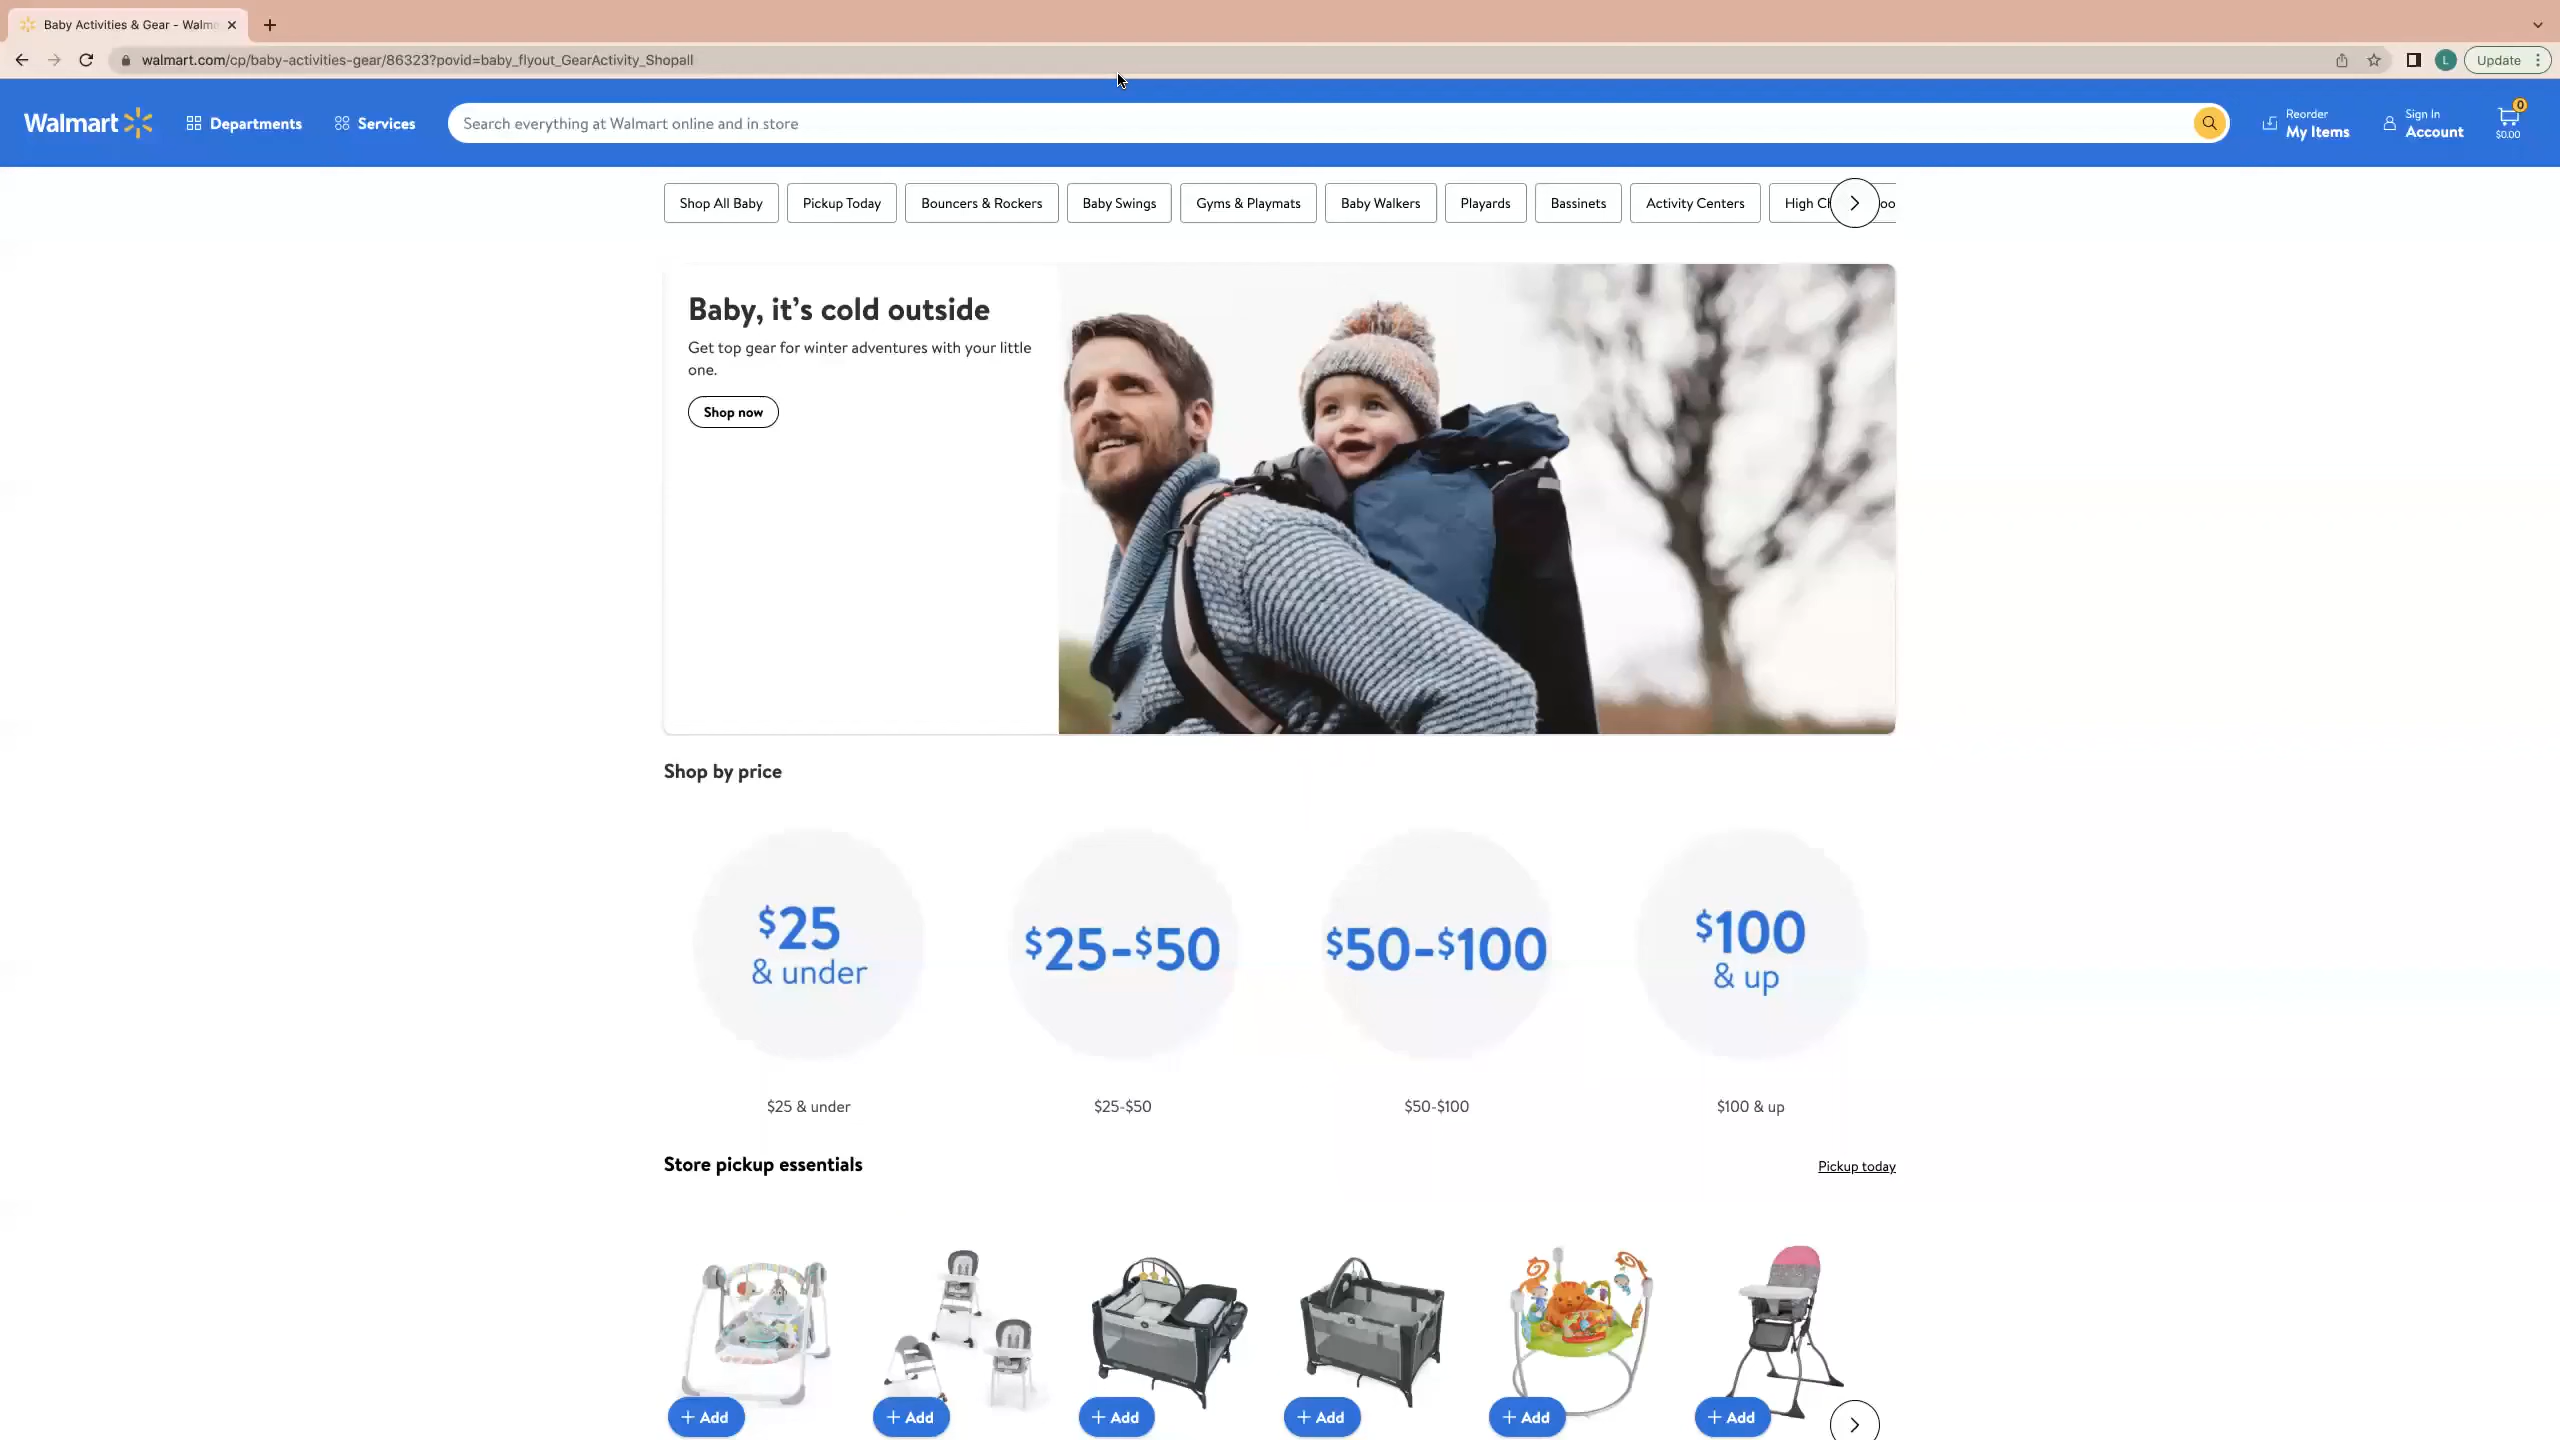 Baby Activities & Gear - Walm
walmart.com/cp/baby-activities-gear/86323?povid=baby_flyout_GearActivity_Shopall
L
Update
Walmart
Departments
Services
Search everything at Walmart online and in store
Reorder
My Items
Sign In
Account
0
$0.00
Shop All Baby
Pickup Today
Bouncers & Rockers
Baby Swings
Gyms & Playmats
Baby Walkers
Playards
Bassinets
Activity Centers
High Ch
oo
Baby, it’s cold outside
Get top gear for winter adventures with your little
one.
Shop now
Shop by price
$25
& under
$25-$50
$50-$100
$100
& up
$25 & under
$25-$50
$50-$100
$100 & up
Store pickup essentials
Pickup today
+ Add
+ Add
+ Add
+ Add
+ Add
+ Add